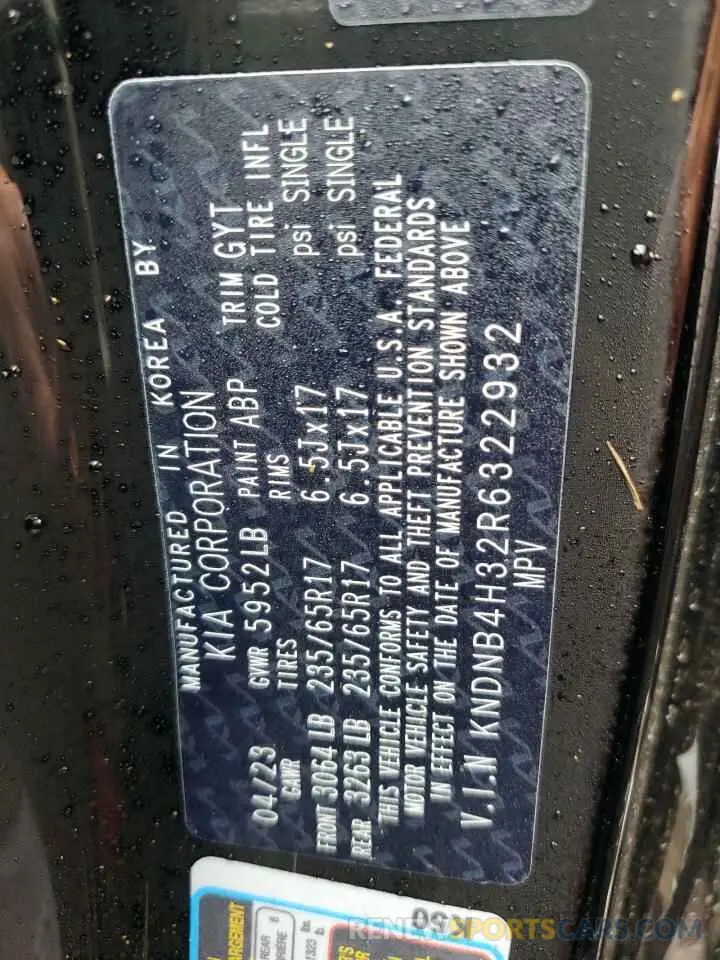 MANUFACTURED IN KOREA BY
KIA CORPORATION
04/23 GVWR 5952LB PAINT ABP TRIM GYT
GAWR TIRES RIMS COLD TIRE INFL
FRONT 3064LB 235/65R17 6.5Jx17 psi SINGLE
REAR 3263LB 235/65R17 6.5Jx17 psi SINGLE
THIS VEHICLE CONFORMS TO ALL APPLICABLE U.S.A. FEDERAL
MOTOR VEHICLE SAFETY AND THEFT PREVENTION STANDARDS
IN EFFECT ON THE DATE OF MANUFACTURE SHOWN ABOVE
V.I.N KNDNB4H32R6322932
MPV
REAR 6
RENEWSPORTSCARS.COM